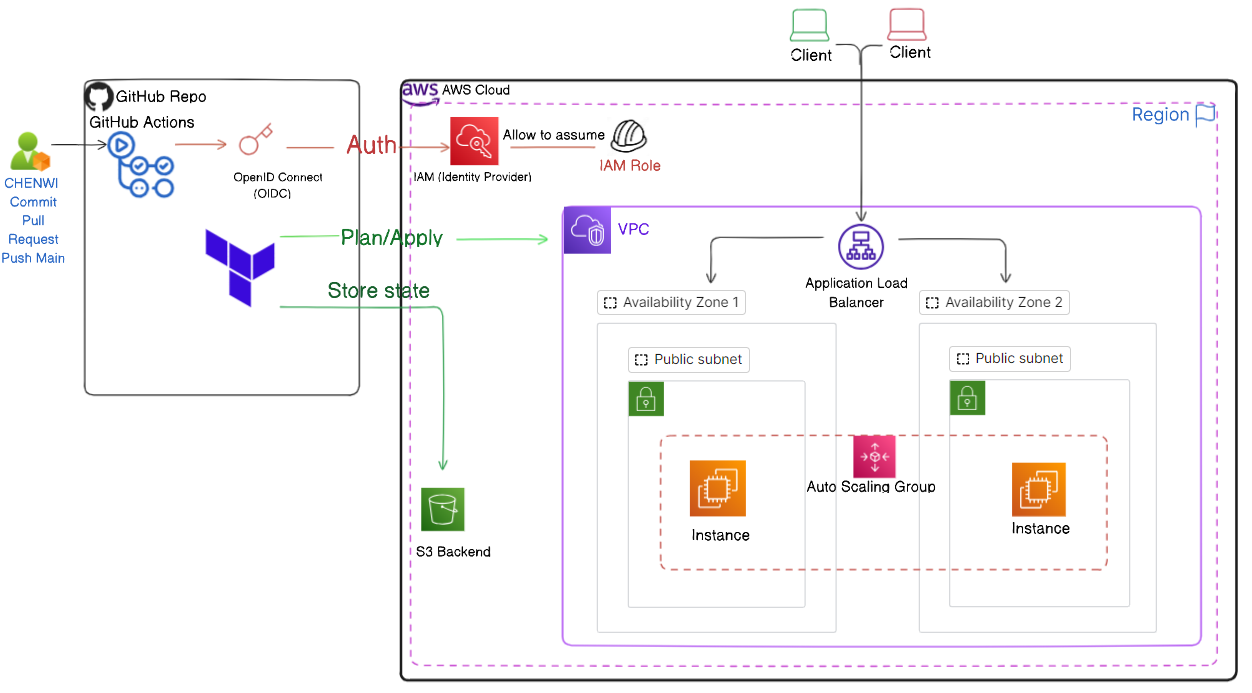 Client
Client
aws
AWS Cloud
GitHub Repo
GitHub Actions
Region
Auth
Allow to assume
IAM Role
OpenID Connect
(OIDC)
IAM (Identity Provider)
CHENWI
Commit
Pull
Request
Push Main
Plan/Apply
VPC
Store state
Application Load
Balancer
Availability Zone 1
Availability Zone 2
Public subnet
Public subnet
Auto Scaling Group
Instance
Instance
S3 Backend